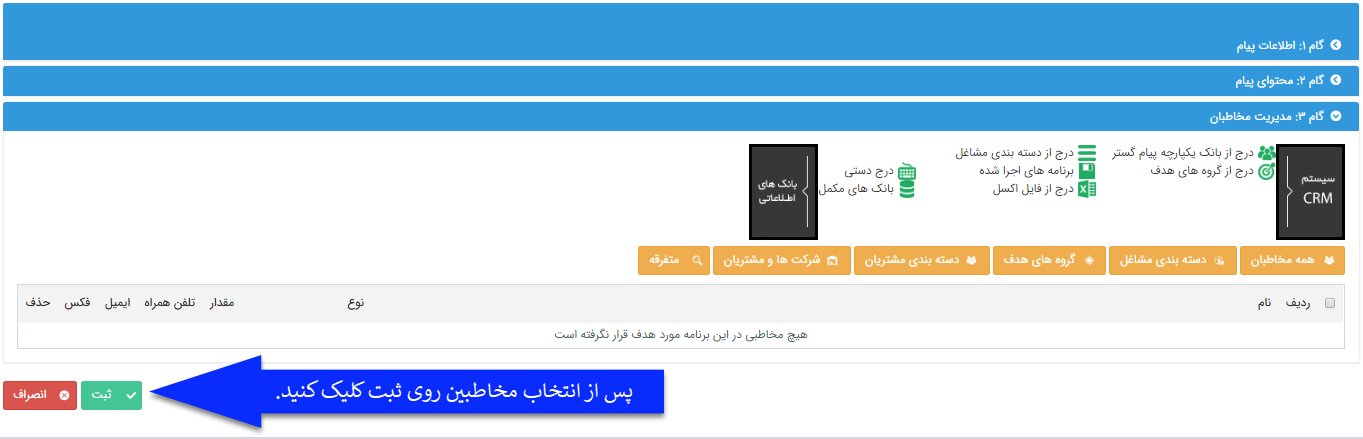 گام ۱: اطلاعات پیام
گام ۲: محتوای پیام
گام ۳: مدیریت مخاطبان
سیستم
CRM
درج از بانک یکپارچه پیام گستر
درج از گروه های هدف
درج از دسته بندی مشاغل
برنامه های اجرا شده
درج از فایل اکسل
درج دستی
بانک های مکمل
بانک های
اطلاعاتی
همه مخاطبان دسته بندی مشاغل گروه های هدف دسته بندی مشتریان شرکت ها و مشتریان متفرقه
ردیف نام نوع مقدار تلفن همراه ایمیل فکس حذف
هیچ مخاطبی در این برنامه مورد هدف قرار نگرفته است
پس از انتخاب مخاطبین روی ثبت کلیک کنید.
ثبت انصراف